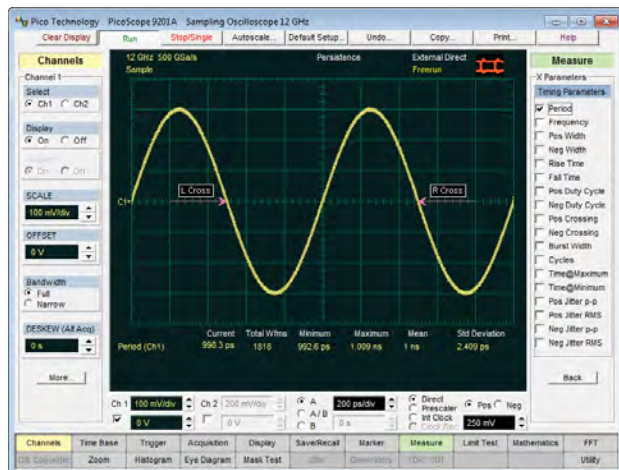 Pico Technology PicoScope 9201A Sampling Oscilloscope 12 GHz
Clear Display Run Stop/Single Autoscale... Default Setup... Undo... Copy... Print... Help
Channels
Channel 1
Select
Ch1 Ch2
Display
On Off
On Off
SCALE
100 mV/div
OFFSET
0 V
Bandwidth
Full
Narrow
DESKEW (All Acq)
0 s
More...
12 GHz 500 GSa/s Persistence External Direct
Sample Freerun
L Cross R Cross
C1
Current Total Wfms Minimum Maximum Mean Std Deviation
Period (Ch1) 998.3 ps 1818 992.6 ps 1.009 ns 1 ns 2.409 ps
Measure
X Parameters
Timing Parameters
Period
Frequency
Pos Width
Neg Width
Rise Time
Fall Time
Pos Duty Cycle
Neg Duty Cycle
Pos Crossing
Neg Crossing
Burst Width
Cycles
Time@Maximum
Time@Minimum
Pos Jitter p-p
Pos Jitter RMS
Neg Jitter p-p
Neg Jitter RMS
Back
Ch 1 100 mV/div Ch 2 200 mV/div A 200 ps/div Direct Pos Neg
A / B Prescaler
0 V 0 V B 0 s Int Clock 250 mV
Clock Rec
Channels Time Base Trigger Acquisition Display Save/Recall Marker Measure Limit Test Mathematics FFT
Zoom Histogram Eye Diagram Mask Test Utility